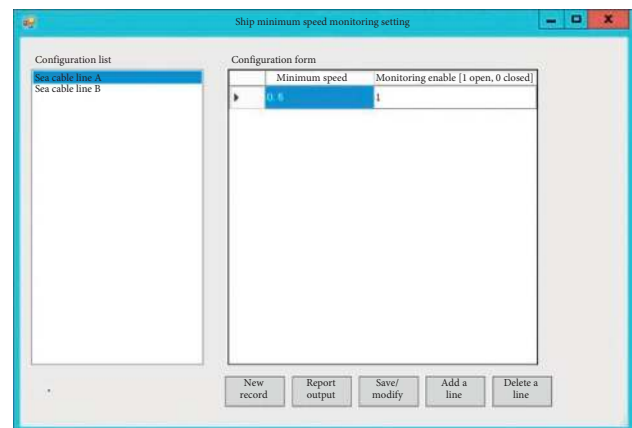 Ship minimum speed monitoring setting
Configuration list
Sea cable line A
Sea cable line B
Configuration form
Minimum speed Monitoring enable [1 open, 0 closed]
0. 6 1
New record
Report output
Save/ modify
Add a line
Delete a line